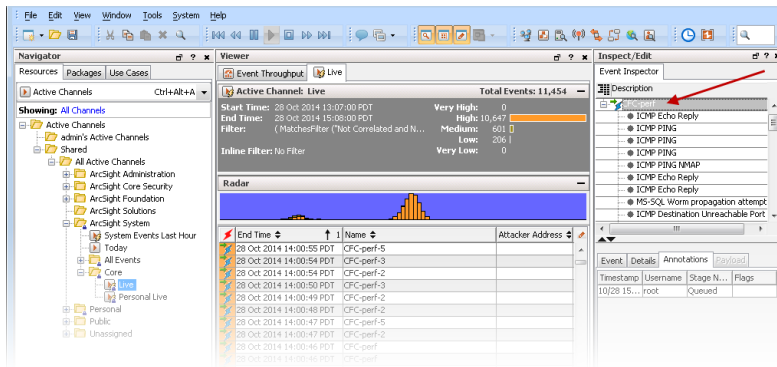 File Edit View Window Tools System Help
Navigator
Resources Packages Use Cases
Active Channels Ctrl+Alt+A
Showing: All Channels
Active Channels
admin's Active Channels
Shared
All Active Channels
ArcSight Administration
ArcSight Core Security
ArcSight Foundation
ArcSight Solutions
ArcSight System
System Events Last Hour
Today
All Events
Core
Live
Personal Live
Personal
Public
Unassigned
Viewer
Event Throughput Live
Active Channel: Live Total Events: 11,454
Start Time: 28 Oct 2014 13:07:00 PDT Very High: 0
End Time: 28 Oct 2014 15:08:00 PDT High: 10,647
Filter: ( MatchesFilter ("Not Correlated and N... Medium: 601
Low: 206
Inline Filter: No Filter Very Low: 0
Radar
End Time 1 Name Attacker Address
28 Oct 2014 14:00:55 PDT CFC-perf-5
28 Oct 2014 14:00:54 PDT CFC-perf-3
28 Oct 2014 14:00:54 PDT CFC-perf-2
28 Oct 2014 14:00:50 PDT CFC-perf-3
28 Oct 2014 14:00:49 PDT CFC-perf-2
28 Oct 2014 14:00:48 PDT CFC-perf-2
28 Oct 2014 14:00:47 PDT CFC-perf-5
28 Oct 2014 14:00:47 PDT CFC-perf-2
28 Oct 2014 14:00:46 PDT CFC-perf-2
Inspect/Edit
Event Inspector
Description
CFC-perf
ICMP Echo Reply
ICMP PING
ICMP PING
ICMP PING
ICMP PING NMAP
ICMP Echo Reply
MS-SQL Worm propagation attempt
ICMP Destination Unreachable Port
Event Details Annotations Payload
Timestamp Username Stage N... Flags
10/28 15... root Queued